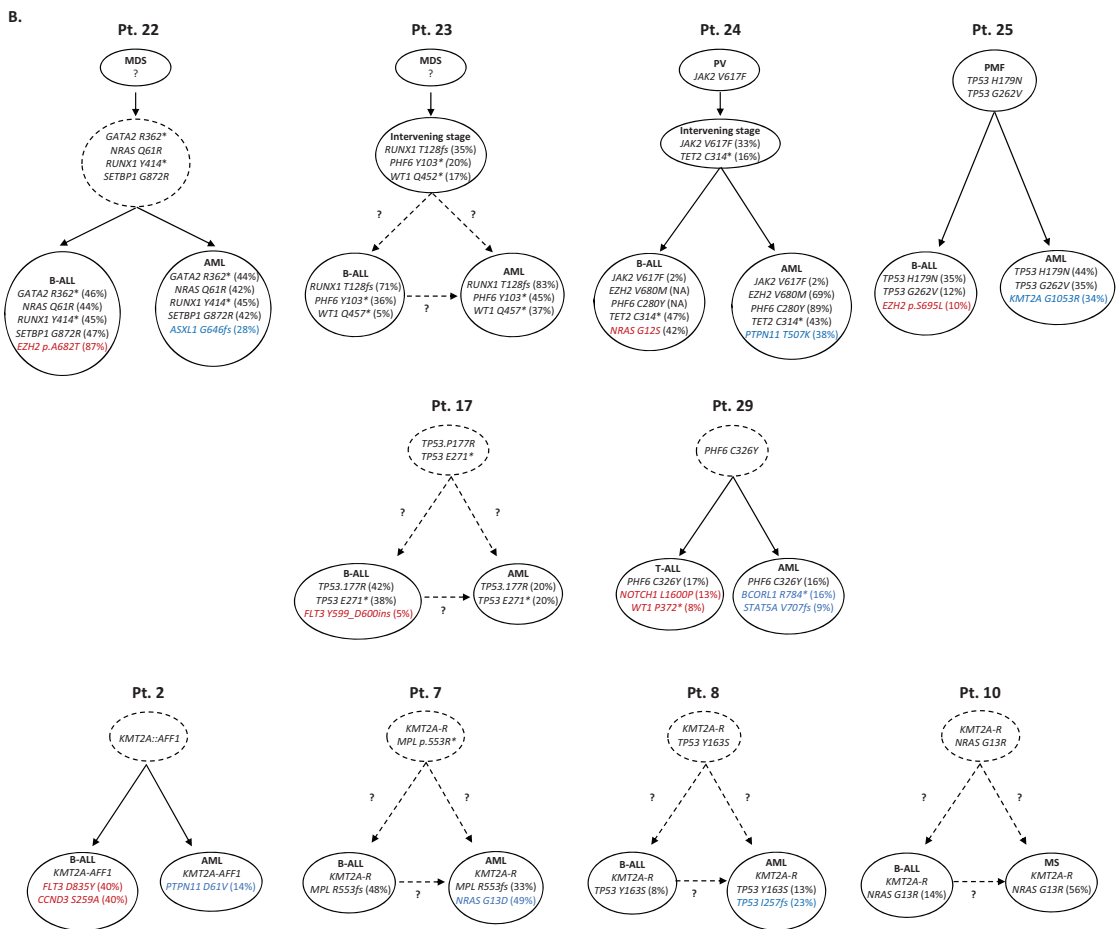 B.
Pt. 22
MDS
?
GATA2 R362*
NRAS Q61R
RUNX1 Y414*
SETBP1 G872R
B-ALL
GATA2 R362* (46%)
NRAS Q61R (44%)
RUNX1 Y414* (45%)
SETBP1 G872R (47%)
EZH2 p.A682T (87%)
AML
GATA2 R362* (44%)
NRAS Q61R (42%)
RUNX1 Y414* (45%)
SETBP1 G872R (42%)
ASXL1 G646fs (28%)
Pt. 23
MDS
?
Intervening stage
RUNX1 T128fs (35%)
PHF6 Y103* (20%)
WT1 Q452* (17%)
?
?
B-ALL
RUNX1 T128fs (71%)
PHF6 Y103* (36%)
WT1 Q457* (5%)
?
AML
RUNX1 T128fs (83%)
PHF6 Y103* (45%)
WT1 Q457* (37%)
Pt. 24
PV
JAK2 V617F
Intervening stage
JAK2 V617F (33%)
TET2 C314* (16%)
B-ALL
JAK2 V617F (2%)
EZH2 V680M (NA)
PHF6 C280Y (NA)
TET2 C314* (47%)
NRAS G12S (42%)
AML
JAK2 V617F (2%)
EZH2 V680M (69%)
PHF6 C280Y (89%)
TET2 C314* (43%)
PTPN11 T507K (38%)
Pt. 25
PMF
TP53 H179N
TP53 G262V
B-ALL
TP53 H179N (35%)
TP53 G262V (12%)
EZH2 p.S695L (10%)
AML
TP53 H179N (44%)
TP53 G262V (35%)
KMT2A G1053R (34%)
Pt. 17
TP53.P177R
TP53 E271*
?
?
B-ALL
TP53.177R (42%)
TP53 E271* (38%)
FLT3 Y599_D600ins (5%)
?
AML
TP53.177R (20%)
TP53 E271* (20%)
Pt. 29
PHF6 C326Y
T-ALL
PHF6 C326Y (17%)
NOTCH1 L1600P (13%)
WT1 P372* (8%)
AML
PHF6 C326Y (16%)
BCORL1 R784* (16%)
STAT5A V707fs (9%)
Pt. 2
KMT2A::AFF1
B-ALL
KMT2A-AFF1
FLT3 D835Y (40%)
CCND3 S259A (40%)
AML
KMT2A-AFF1
PTPN11 D61V (14%)
Pt. 7
KMT2A-R
MPL p.553R*
?
?
B-ALL
KMT2A-R
MPL R553fs (48%)
?
AML
KMT2A-R
MPL R553fs (33%)
NRAS G13D (49%)
Pt. 8
KMT2A-R
TP53 Y163S
?
?
B-ALL
KMT2A-R
TP53 Y163S (8%)
?
AML
KMT2A-R
TP53 Y163S (13%)
TP53 I257fs (23%)
Pt. 10
KMT2A-R
NRAS G13R
?
?
B-ALL
KMT2A-R
NRAS G13R (14%)
?
MS
KMT2A-R
NRAS G13R (56%)